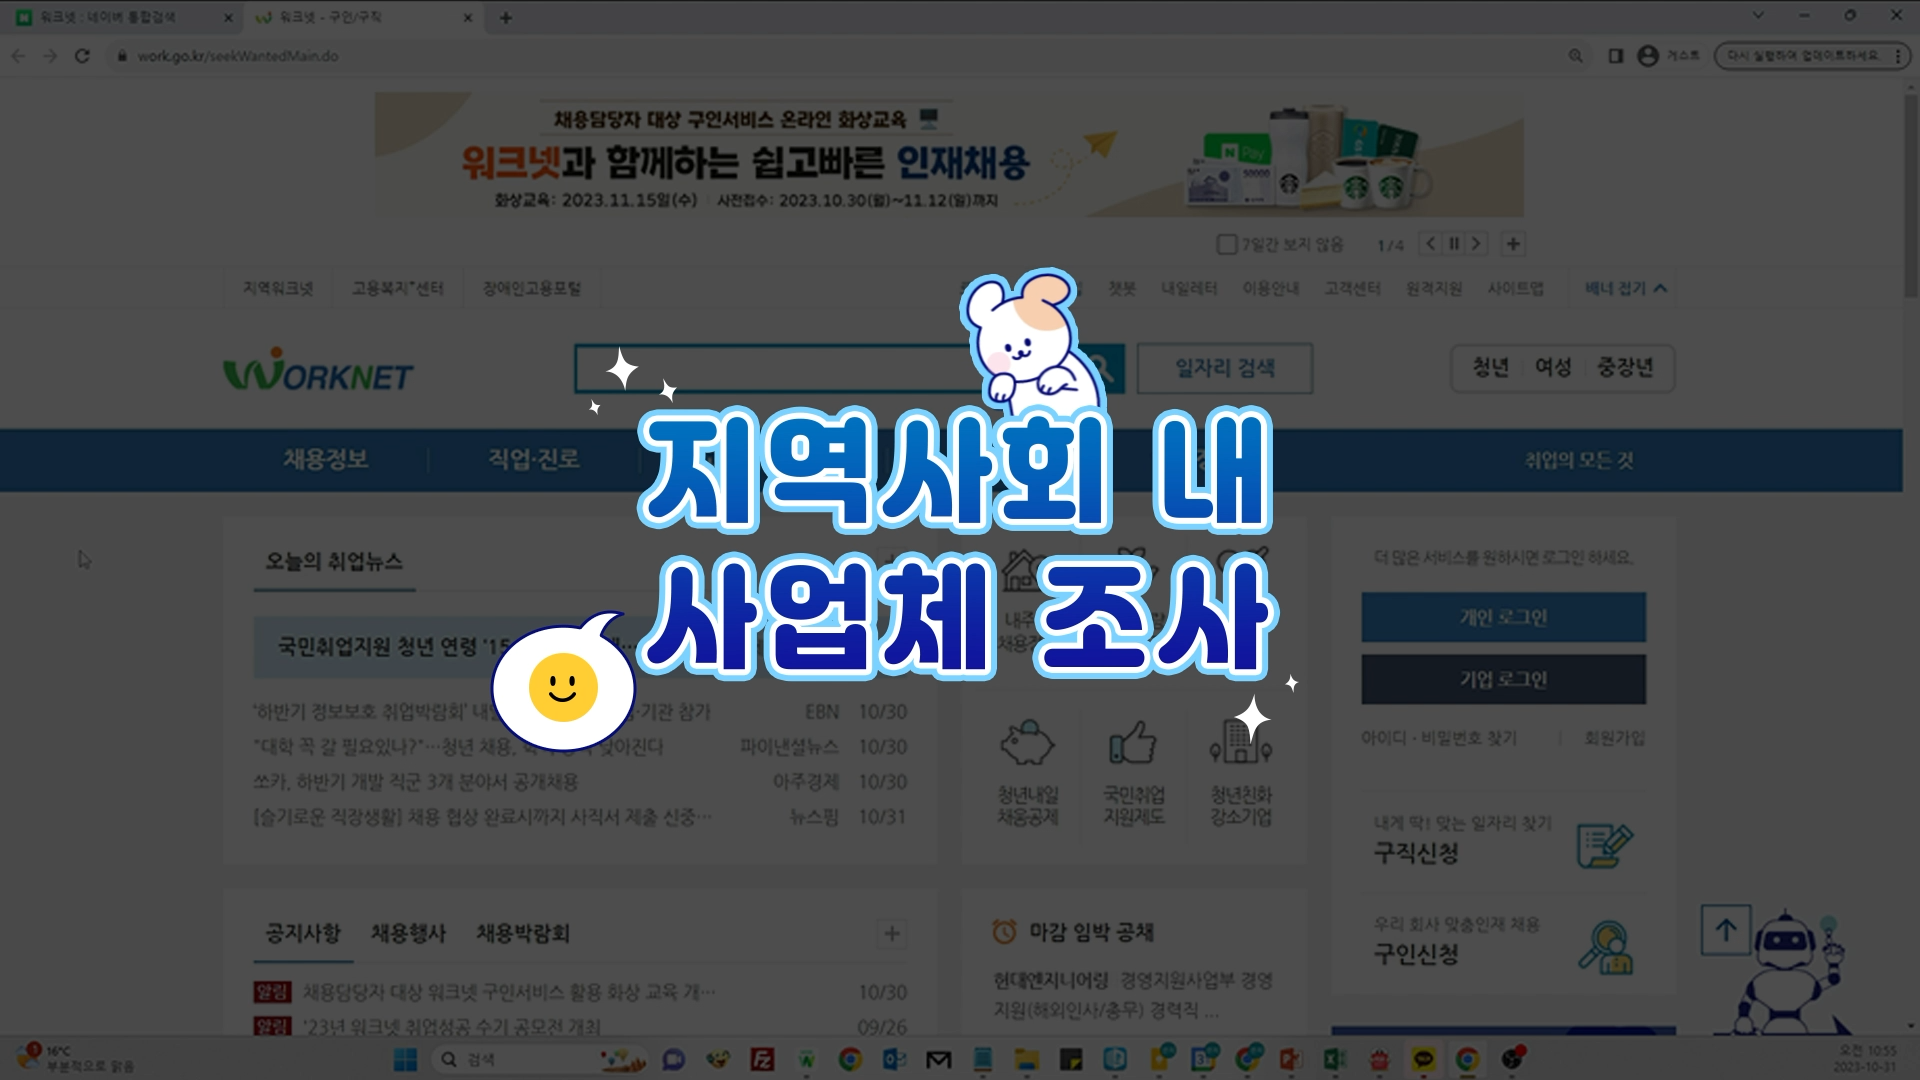 워크넷 : 네이버 통합검색
워크넷 - 구인/구직
work.go.kr/seekWantedMain.do
게스트
다시 실행하여 업데이트하세요.
채용담당자 대상 구인서비스 온라인 화상교육
워크넷과 함께하는 쉽고빠른 인재채용
화상교육: 2023.11.15일(수) 사전접수: 2023.10.30(월)~11.12(일)까지
N Pay
50000
7일간 보지 않음
1/4
지역워크넷
고용복지+센터
장애인고용포털
챗봇
내일레터
이용안내
고객센터
원격지원
사이트맵
배너 접기
WORKNET
일자리 검색
청년
여성
중장년
지역사회 내
사업체 조사
채용정보
직업·진로
취업의 모든 것
오늘의 취업뉴스
국민취업지원 청년 연령 '15
'하반기 정보보호 취업박람회' 내
·기관 참가
EBN 10/30
"대학 꼭 갈 필요있나?"…청년 채용,
낮아진다
파이낸셜뉴스 10/30
쏘카, 하반기 개발 직군 3개 분야서 공개채용
아주경제 10/30
[슬기로운 직장생활] 채용 협상 완료시까지 사직서 제출 신중…
뉴스핌 10/31
청년내일
채움공제
국민취업
지원제도
청년친화
강소기업
더 많은 서비스를 원하시면 로그인 하세요.
개인 로그인
기업 로그인
아이디 · 비밀번호 찾기
회원가입
내게 딱! 맞는 일자리 찾기
구직신청
우리 회사 맞춤인재 채용
구인신청
공지사항
채용행사
채용박람회
알림 채용담당자 대상 워크넷 구인서비스 활용 화상 교육 개…
10/30
알림 '23년 워크넷 취업성공 수기 공모전 개최
09/26
마감 임박 공채
현대엔지니어링 경영지원사업부 경영
지원(해외인사/총무) 경력직 ...
16°C
부분적으로 맑음
검색
오전 10:55
2023-10-31